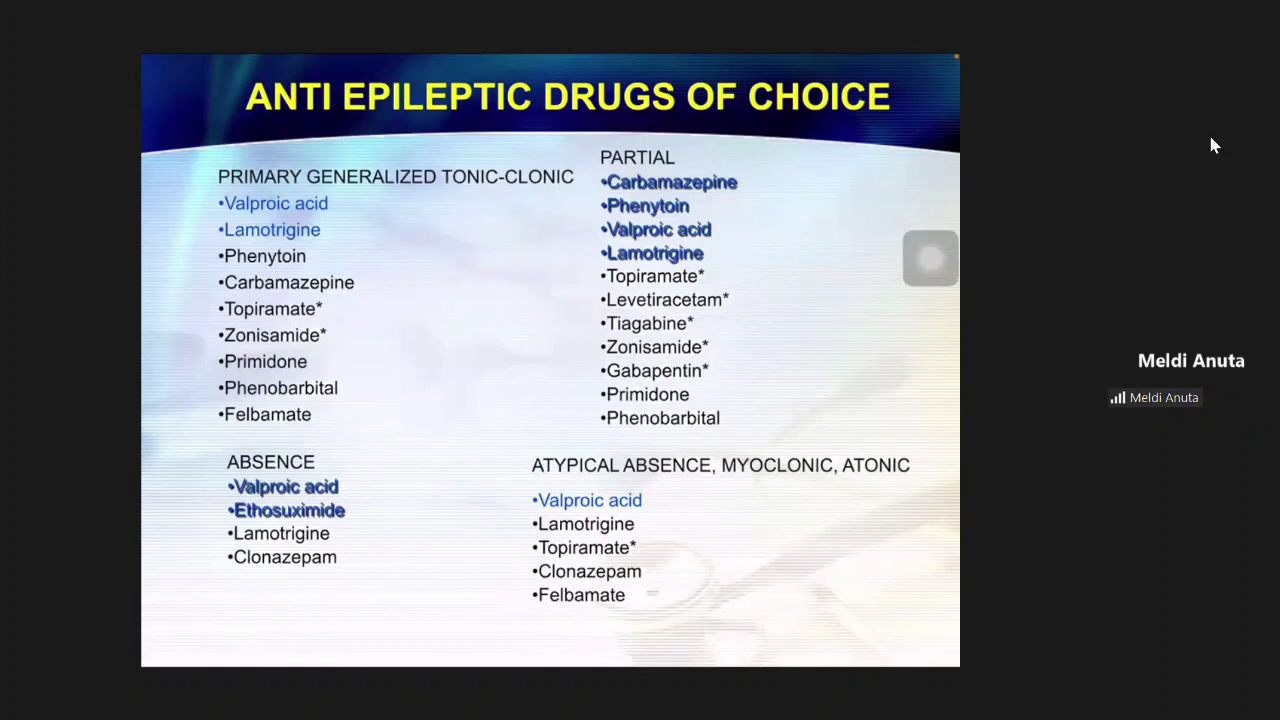 ANTI EPILEPTIC DRUGS OF CHOICE
PRIMARY GENERALIZED TONIC-CLONIC
•Valproic acid
•Lamotrigine
•Phenytoin
•Carbamazepine
•Topiramate*
•Zonisamide*
•Primidone
•Phenobarbital
•Felbamate
PARTIAL
•Carbamazepine
•Phenytoin
•Valproic acid
•Lamotrigine
•Topiramate*
•Levetiracetam*
•Tiagabine*
•Zonisamide*
•Gabapentin*
•Primidone
•Phenobarbital
ABSENCE
•Valproic acid
•Ethosuximide
•Lamotrigine
•Clonazepam
ATYPICAL ABSENCE, MYOCLONIC, ATONIC
•Valproic acid
•Lamotrigine
•Topiramate*
•Clonazepam
•Felbamate
Meldi Anuta
Meldi Anuta